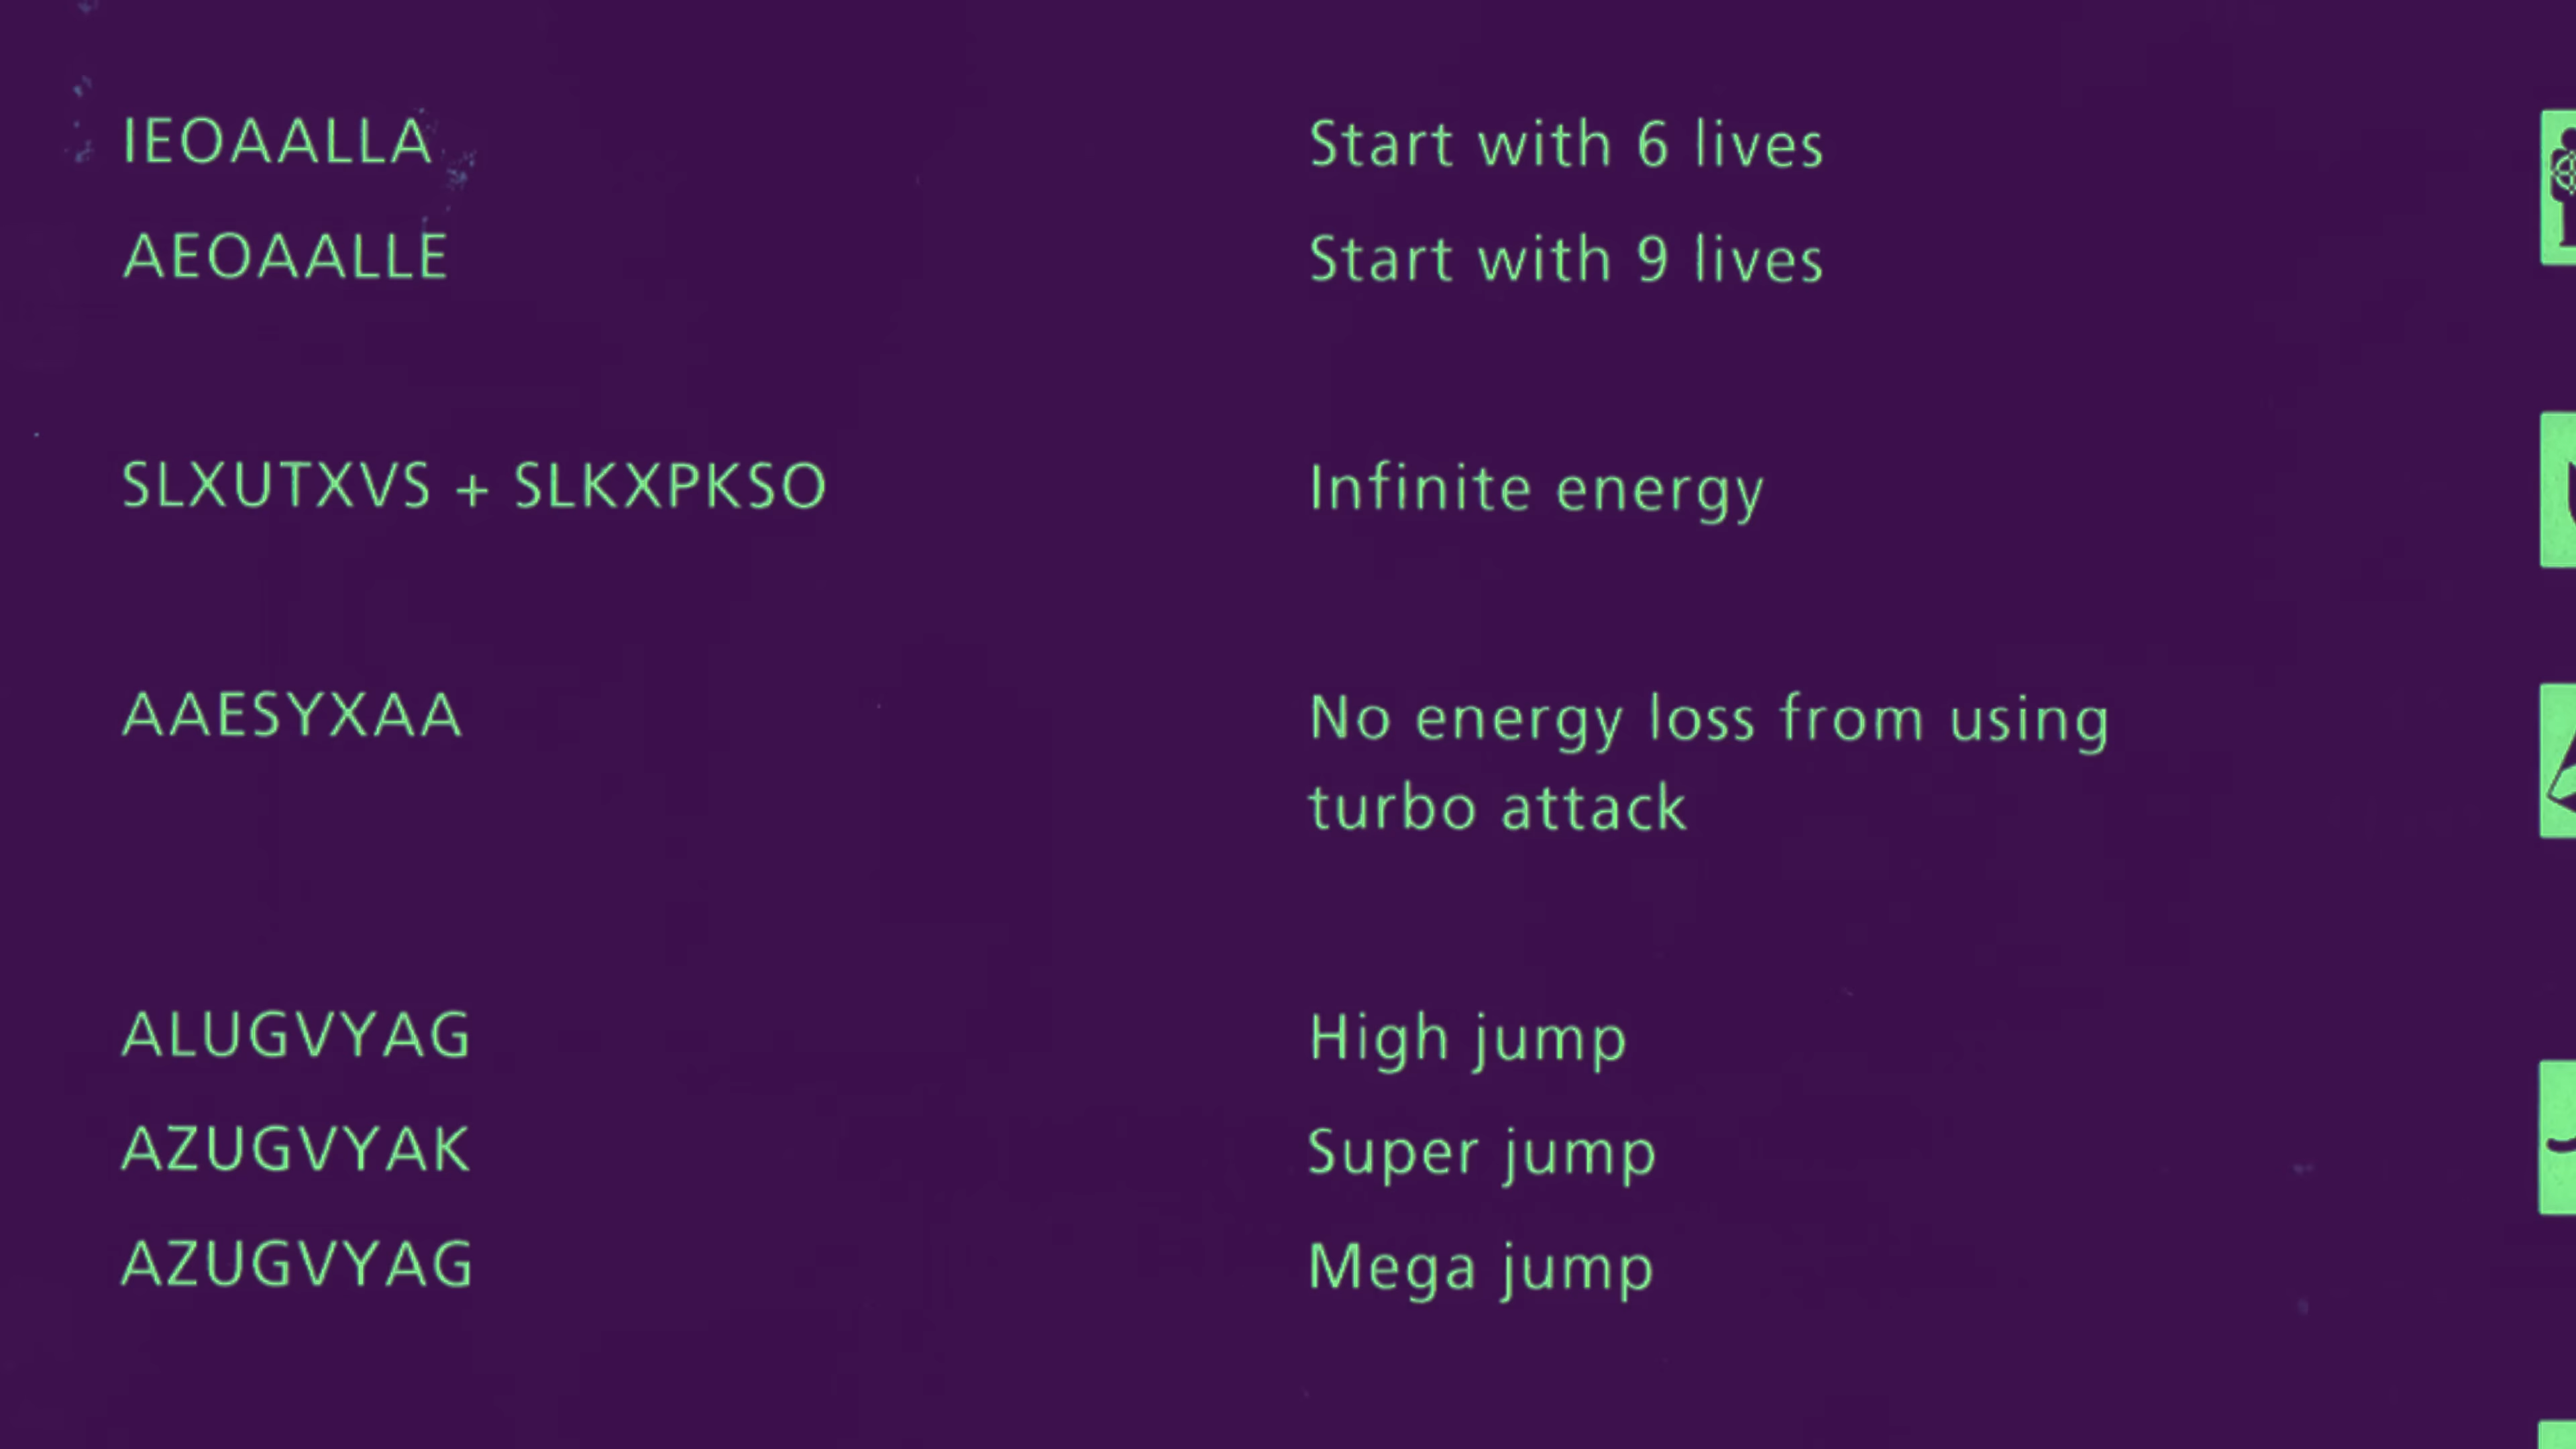 IEOAALLA Start with 6 lives
AEOAALLE Start with 9 lives
SLXUTXVS + SLKXPKSO Infinite energy
AAESYXAA No energy loss from using
turbo attack
ALUGVYAG High jump
AZUGVYAK Super jump
AZUGVYAG Mega jump